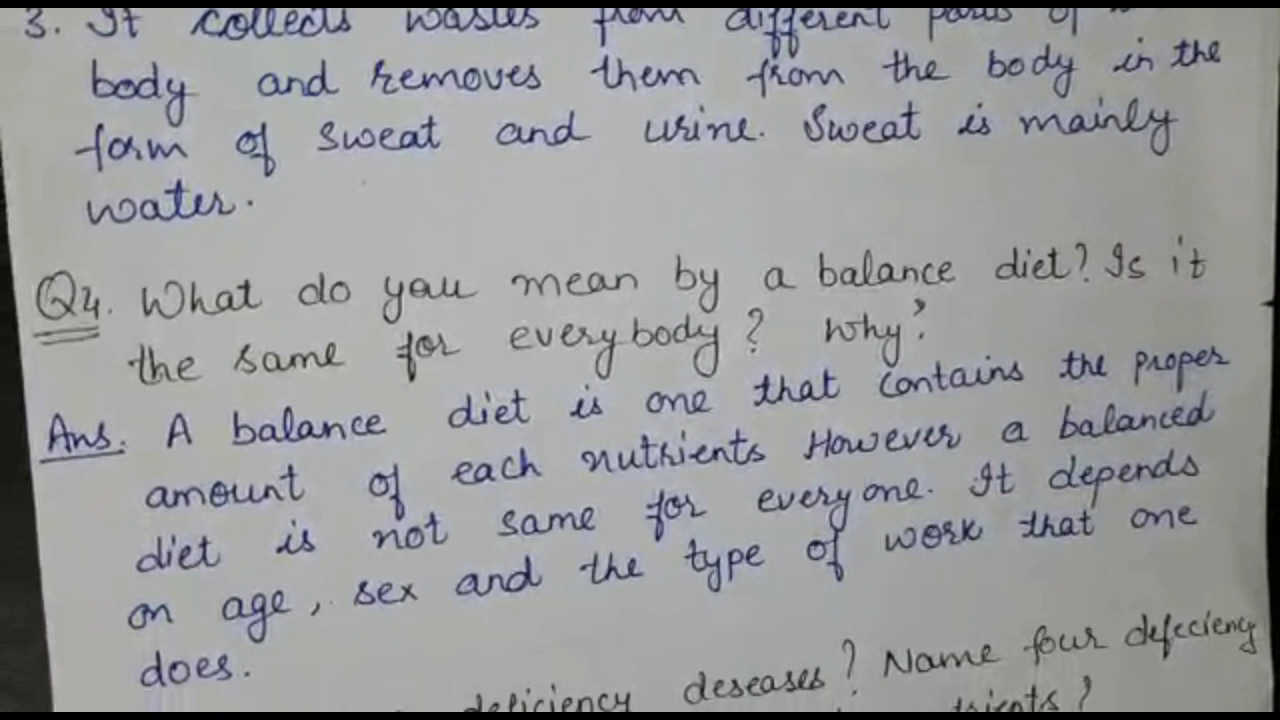 3. It collects wastes from different parts of
body and removes them from the body in the
form of sweat and urine. Sweat is mainly
water.
Q4. What do you mean by a balance diet? Is it
the same for everybody? Why?
Ans. A balance diet is one that contains the proper
amount of each nutrients However a balanced
diet is not same for everyone. It depends
on age, sex and the type of work that one
does.
deficiency deseases? Name four defeciency